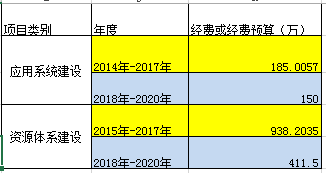 项目类别 年度 经费或经费预算（万）
应用系统建设 2014年-2017年 185.0057
2018年-2020年 150
资源体系建设 2015年-2017年 938.2035
2018年-2020年 411.5